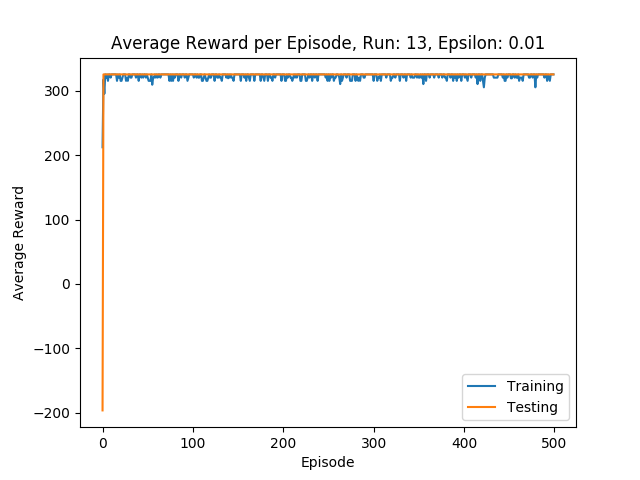 Average Reward per Episode, Run: 13, Epsilon: 0.01
Average Reward
300
200
100
0
−100
−200
0 100 200 300 400 500
Episode
Training
Testing